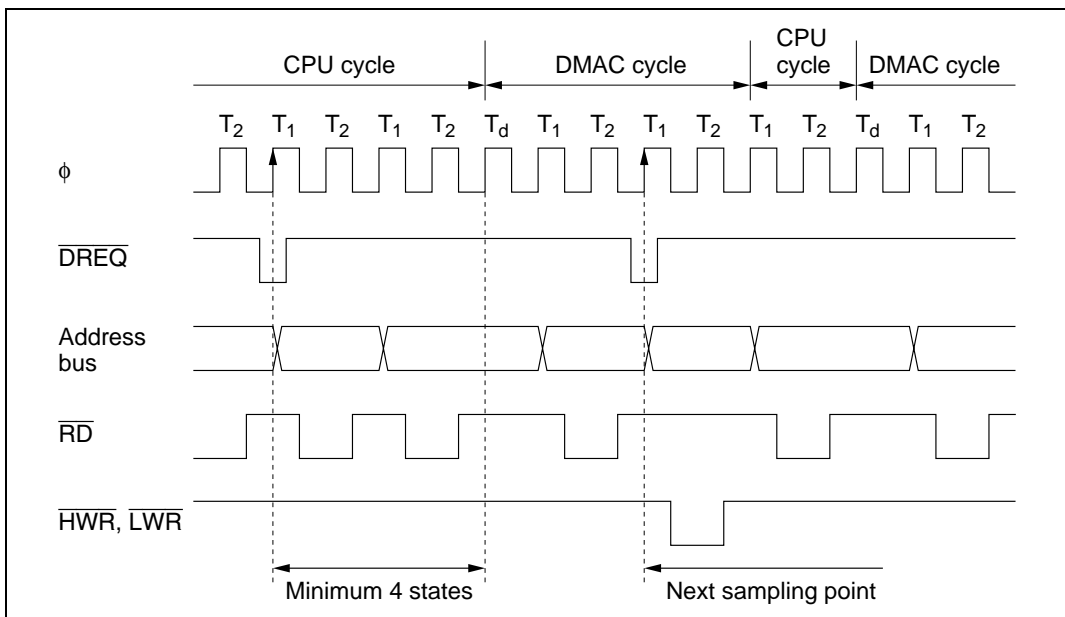 CPU cycle DMAC cycle CPU cycle DMAC cycle
T2 T1 T2 T1 T2 Td T1 T2 T1 T2 T1 T2 Td T1 T2
φ
DREQ
Address
bus
RD
HWR, LWR
Minimum 4 states Next sampling point